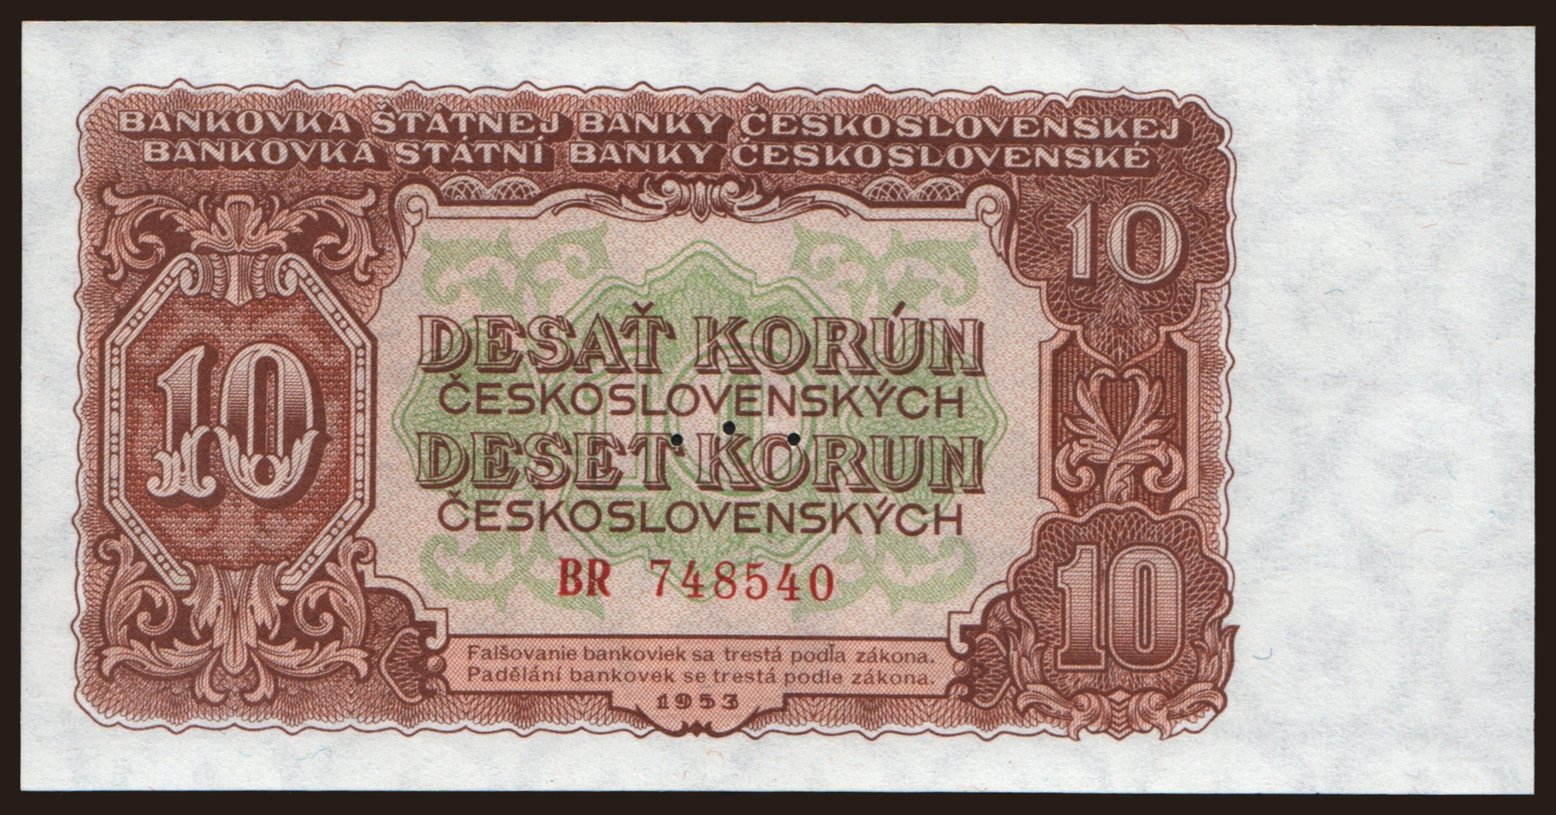 BANKOVKA ŠTÁTNEJ BANKY ČESKOSLOVENSKEJ
BANKOVKA STÁTNÍ BANKY ČESKOSLOVENSKÉ
10
10
DESAŤ KORÚN
ČESKOSLOVENSKÝCH
DESET KORUN
ČESKOSLOVENSKÝCH
BR 748540
10
Falšovanie bankoviek sa trestá podľa zákona.
Padělání bankovek se trestá podle zákona.
1953